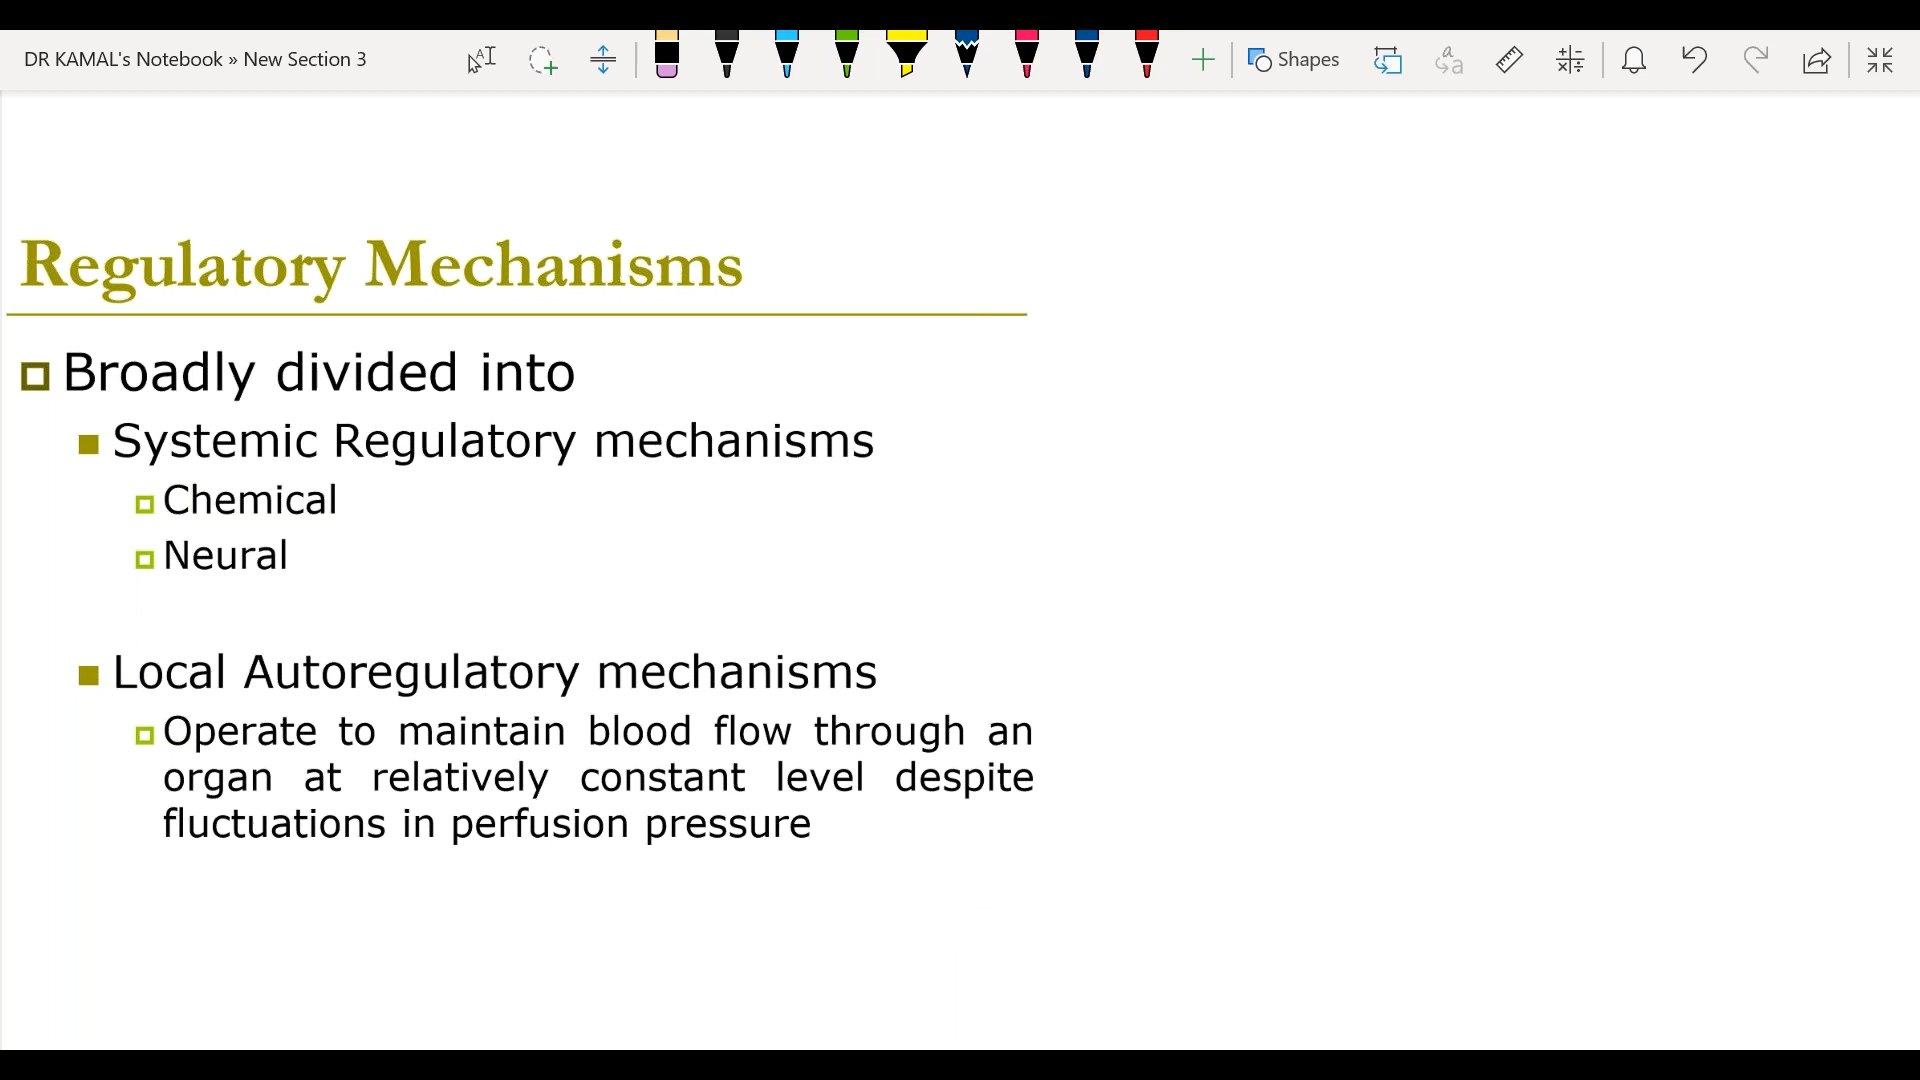 DR KAMAL's Notebook » New Section 3
Shapes
Regulatory Mechanisms
Broadly divided into
Systemic Regulatory mechanisms
Chemical
Neural
Local Autoregulatory mechanisms
Operate to maintain blood flow through an
organ at relatively constant level despite
fluctuations in perfusion pressure